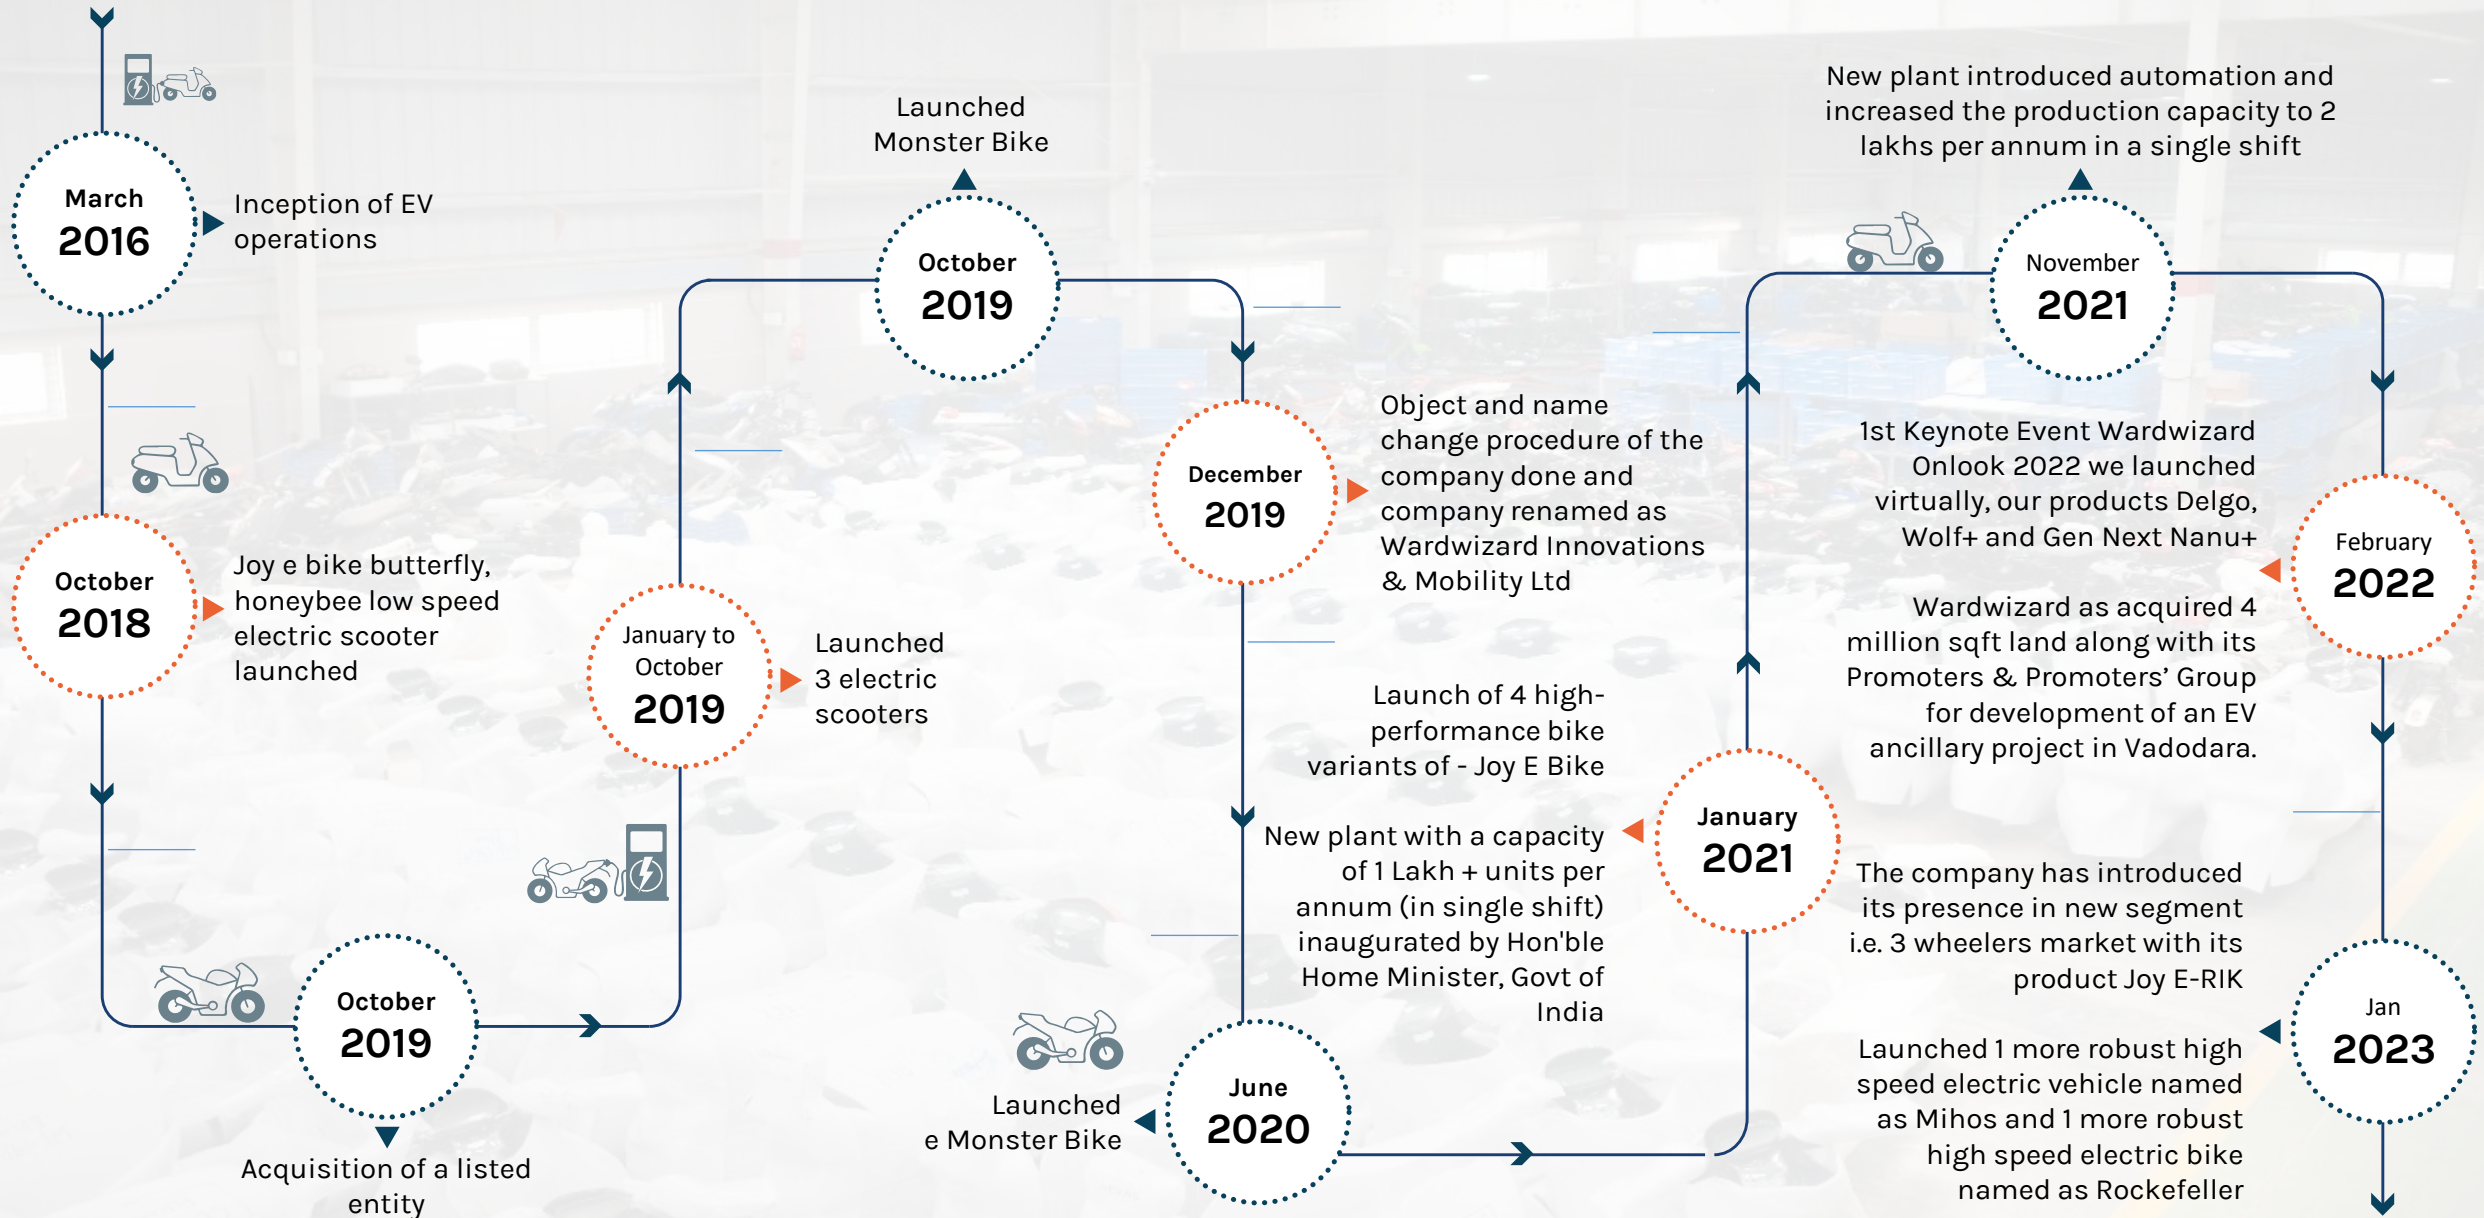 March
2016
Inception of EV
operations
October
2018
Joy e bike butterfly,
honeybee low speed
electric scooter
launched
October
2019
Acquisition of a listed
entity
January to
October
2019
Launched
3 electric
scooters
Launched
Monster Bike
October
2019
December
2019
Object and name
change procedure of the
company done and
company renamed as
Wardwizard Innovations
& Mobility Ltd
June
2020
Launched
e Monster Bike
Launch of 4 high-
performance bike
variants of - Joy E Bike
New plant with a capacity
of 1 Lakh + units per
annum (in single shift)
inaugurated by Hon'ble
Home Minister, Govt of
India
January
2021
New plant introduced automation and
increased the production capacity to 2
lakhs per annum in a single shift
November
2021
1st Keynote Event Wardwizard
Onlook 2022 we launched
virtually, our products Delgo,
Wolf+ and Gen Next Nanu+
Wardwizard as acquired 4
million sqft land along with its
Promoters & Promoters’ Group
for development of an EV
ancillary project in Vadodara.
February
2022
The company has introduced
its presence in new segment
i.e. 3 wheelers market with its
product Joy E-RIK
Launched 1 more robust high
speed electric vehicle named
as Mihos and 1 more robust
high speed electric bike
named as Rockefeller
Jan
2023